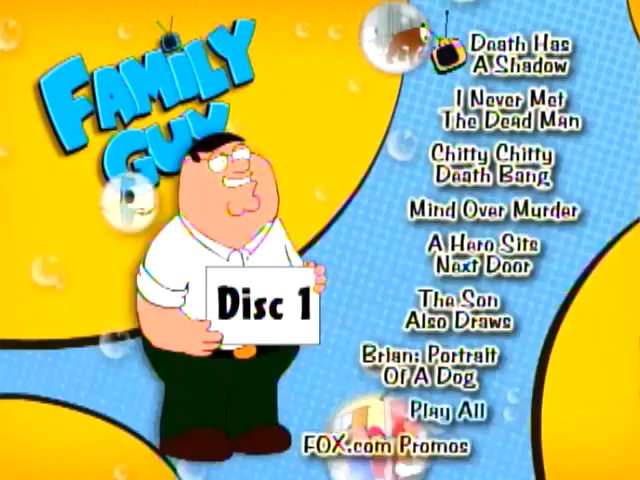 FAMILY
GUY
Disc 1
Death Has
A Shadow
I Never Met
The Dead Man
Chitty Chitty
Death Bang
Mind Over Murder
A Hero Sits
Next Door
The Son
Also Draws
Brian: Portrait
Of A Dog
Play All
FOX.com Promos